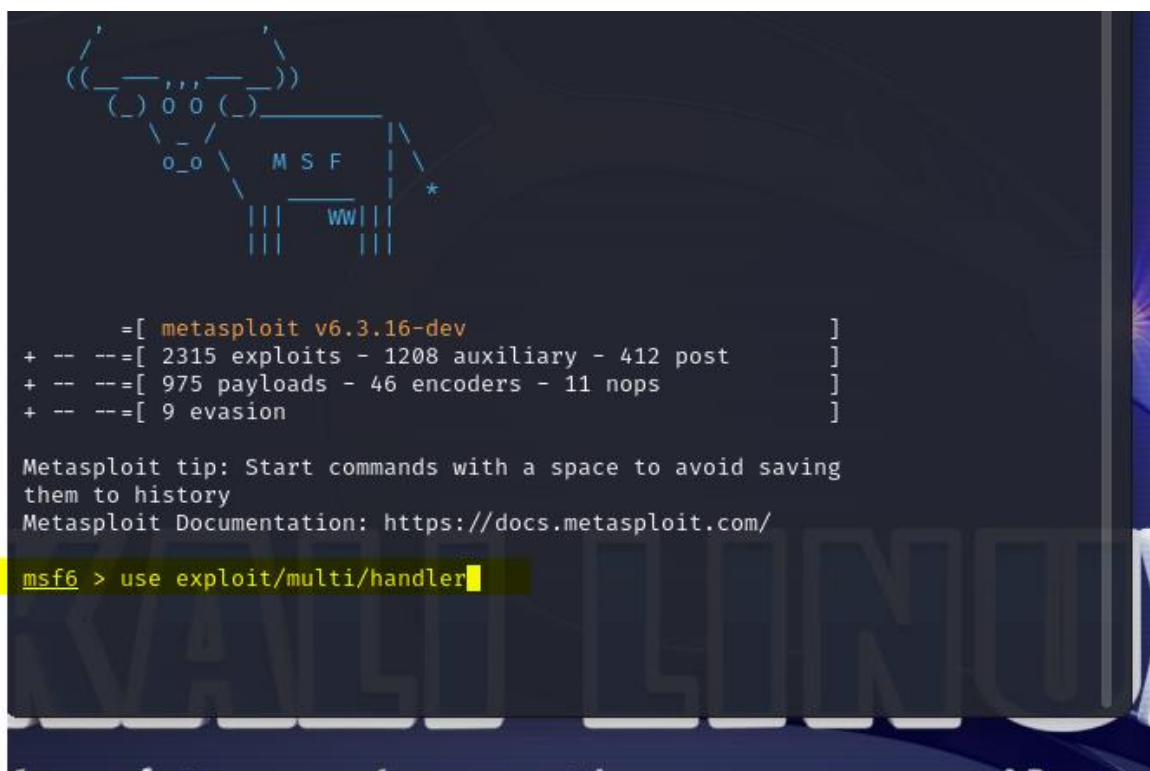 M S F
=[ metasploit v6.3.16-dev ]
+ -- --=[ 2315 exploits - 1208 auxiliary - 412 post ]
+ -- --=[ 975 payloads - 46 encoders - 11 nops ]
+ -- --=[ 9 evasion ]
Metasploit tip: Start commands with a space to avoid saving
them to history
Metasploit Documentation: https://docs.metasploit.com/
msf6 > use exploit/multi/handler
KALI LINU